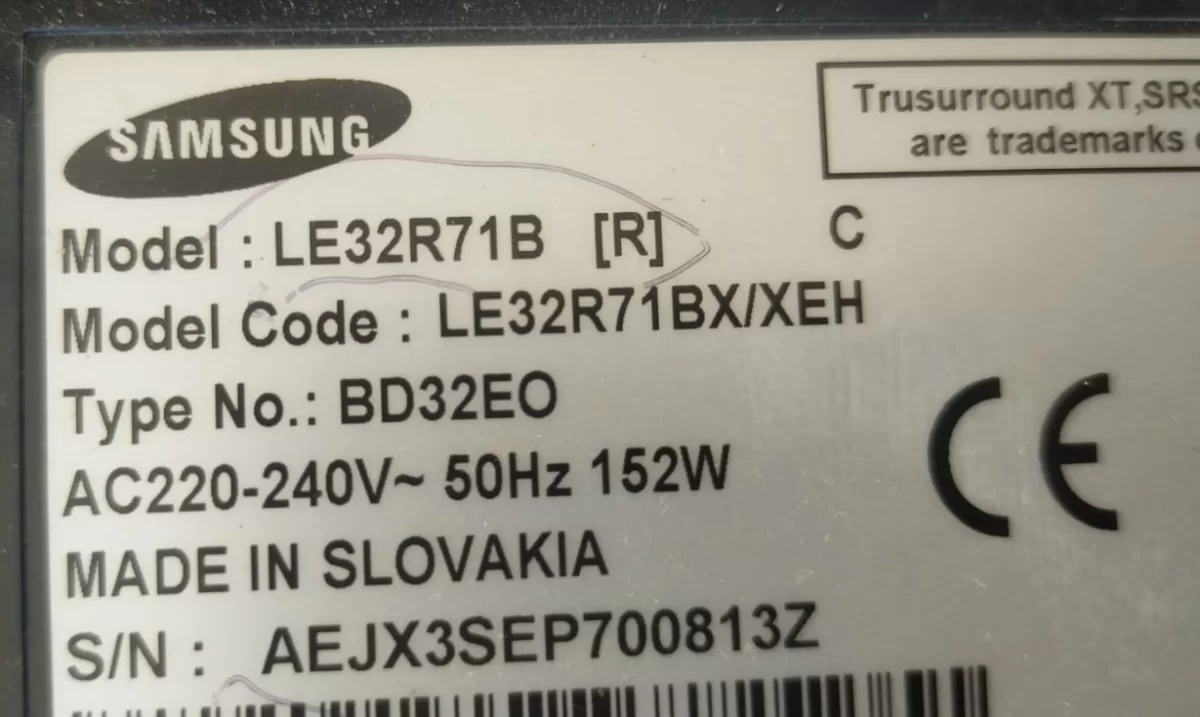 SAMSUNG
Trusurround XT,SRS
are trademarks
Model : LE32R71B [R] C
Model Code : LE32R71BX/XEH
Type No.: BD32EO
AC220-240V~ 50Hz 152W
MADE IN SLOVAKIA
S/N : AEJX3SEP700813Z
CE